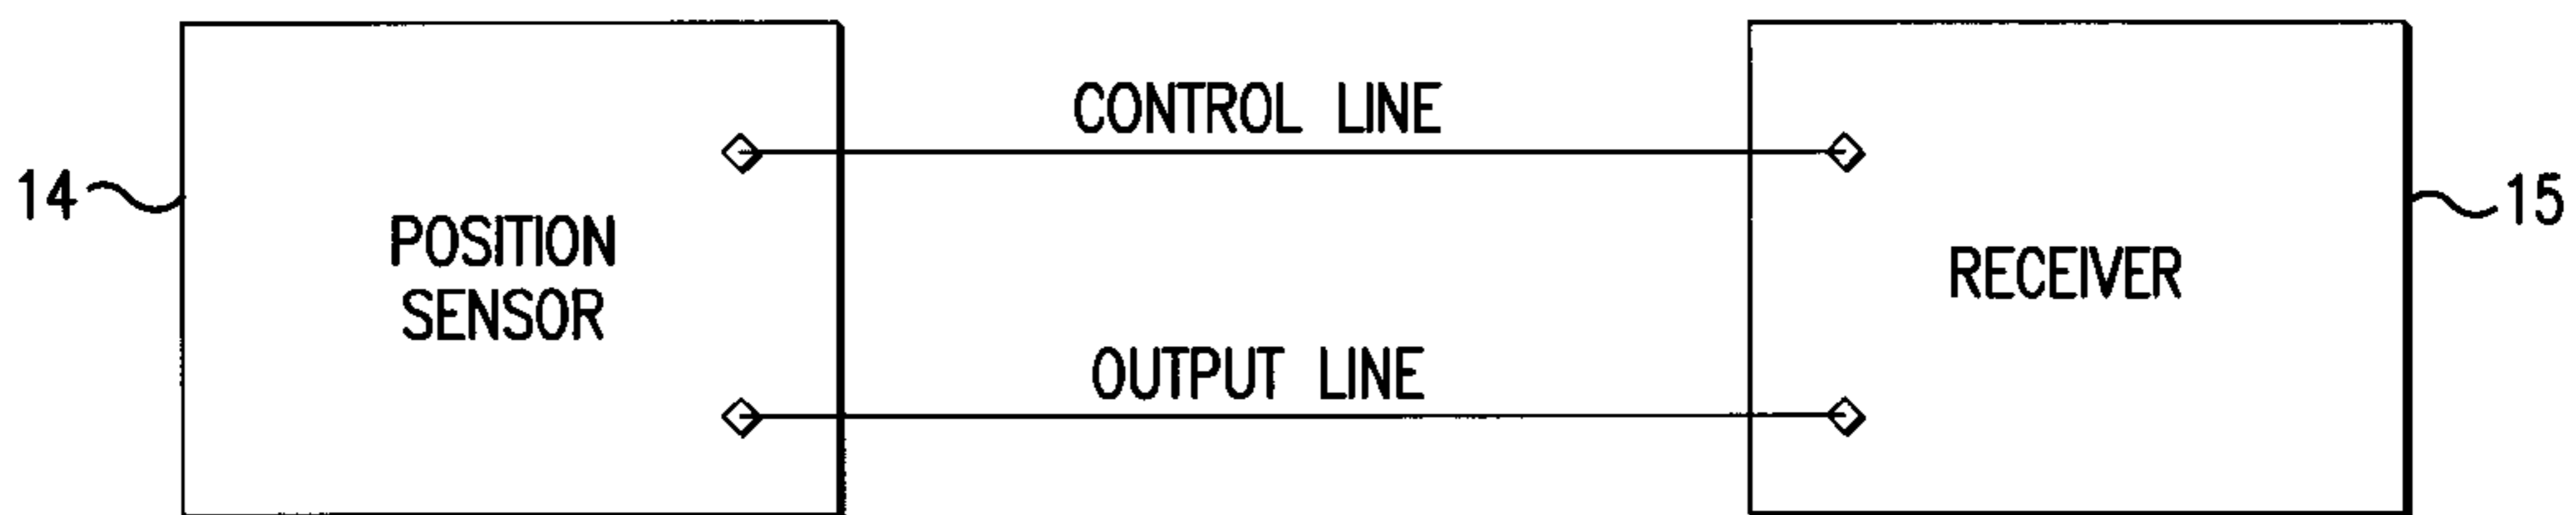 CONTROL LINE
14
POSITION
SENSOR
RECEIVER
15
OUTPUT LINE